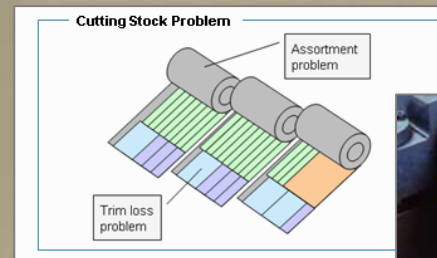 Cutting Stock Problem
Assortment
problem
Trim loss
problem